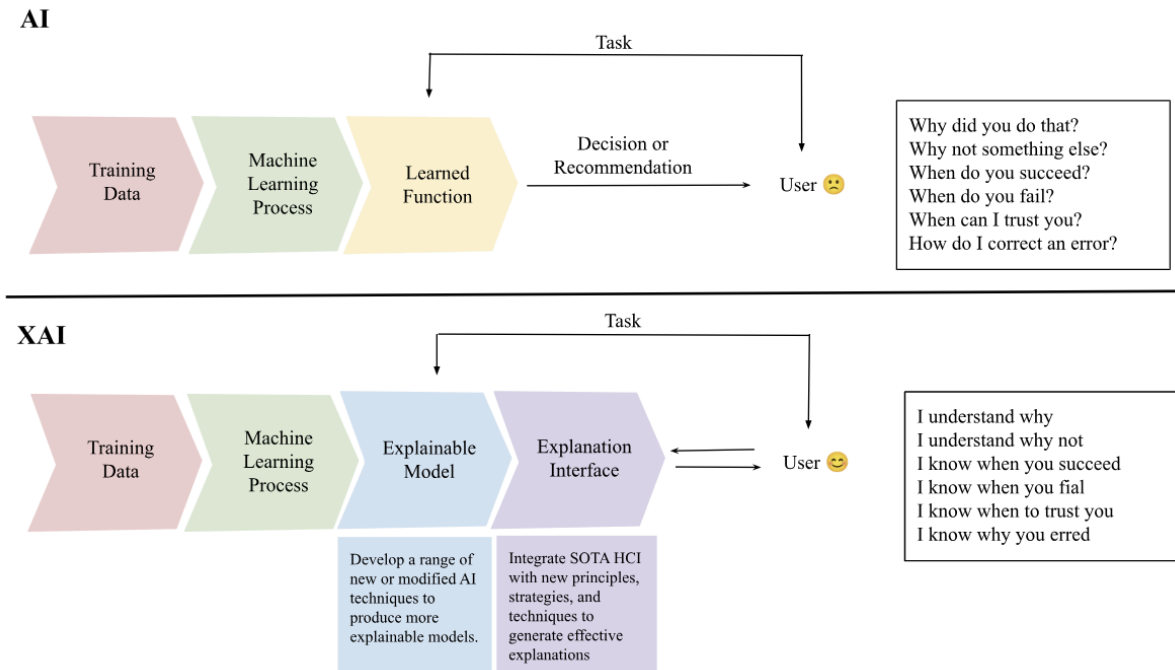 AI
Task
Training
Data
Machine
Learning
Process
Learned
Function
Decision or
Recommendation
User 🙁
Why did you do that?
Why not something else?
When do you succeed?
When do you fail?
When can I trust you?
How do I correct an error?
XAI
Task
Training
Data
Machine
Learning
Process
Explainable
Model
Explanation
Interface
User 😊
I understand why
I understand why not
I know when you succeed
I know when you fial
I know when to trust you
I know why you erred
Develop a range of
new or modified AI
techniques to
produce more
explainable models.
Integrate SOTA HCI
with new principles,
strategies, and
techniques to
generate effective
explanations